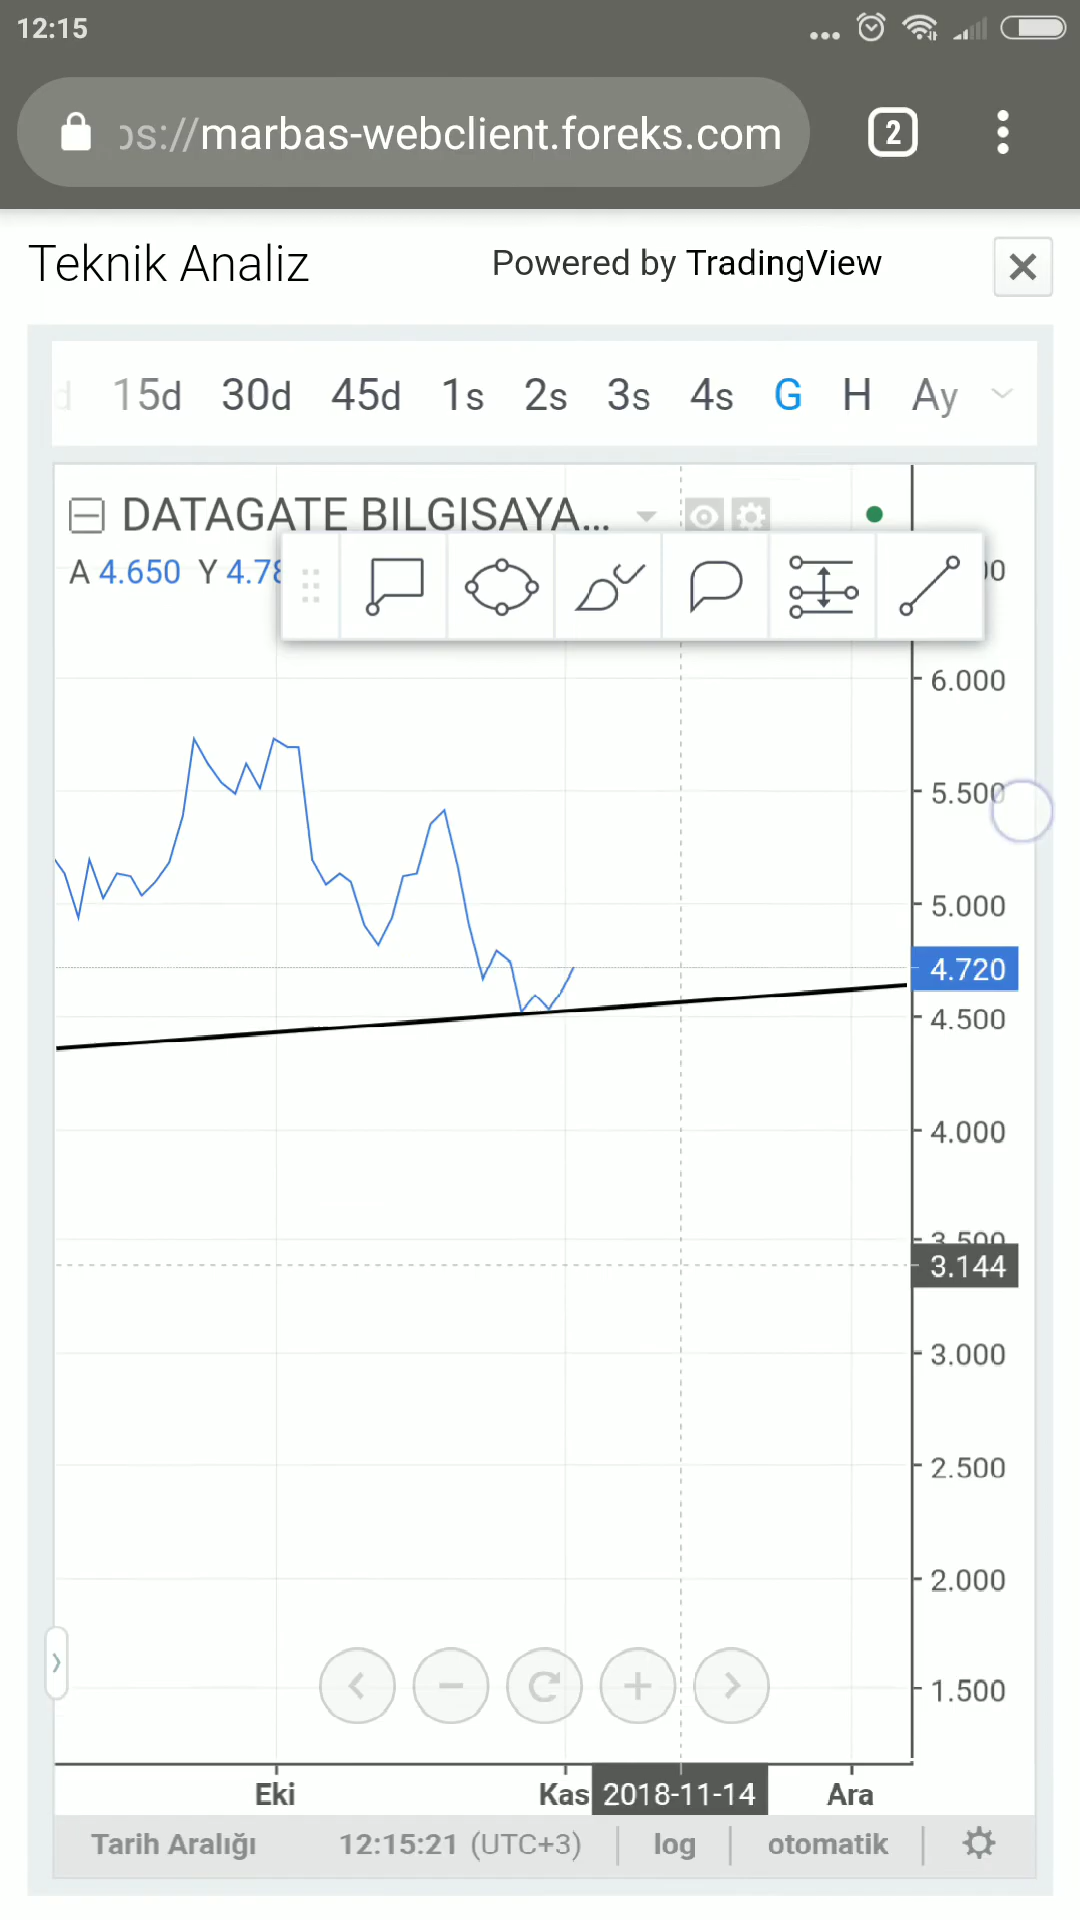 12:15
ps://marbas-webclient.foreks.com
2
Teknik Analiz
Powered by TradingView
15d 30d 45d 1s 2s 3s 4s G H Ay
DATAGATE BILGISAYA...
A 4.650 Y 4.78
6.000
5.500
5.000
4.720
4.500
4.000
3.500
3.144
3.000
2.500
2.000
1.500
Eki Kas 2018-11-14 Ara
Tarih Aralığı 12:15:21 (UTC+3) log otomatik